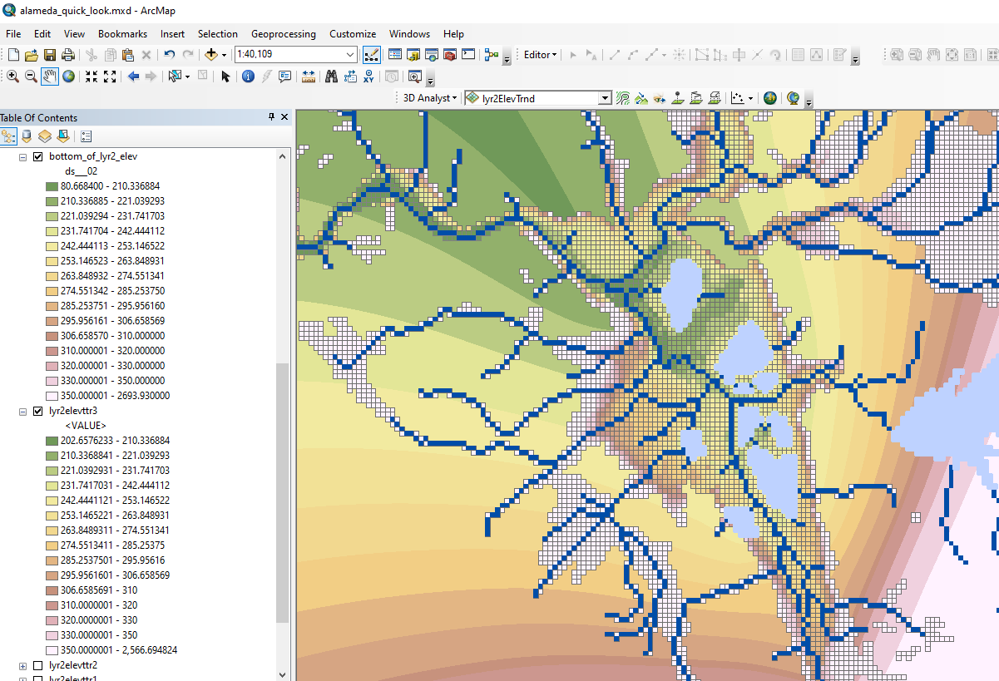 alameda_quick_look.mxd - ArcMap
File Edit View Bookmarks Insert Selection Geoprocessing Customize Windows Help
1:40,109 Editor
3D Analyst lyr2ElevTrnd
Table Of Contents
bottom_of_lyr2_elev
ds___02
80.668400 - 210.336884
210.336885 - 221.039293
221.039294 - 231.741703
231.741704 - 242.444112
242.444113 - 253.146522
253.146523 - 263.848931
263.848932 - 274.551341
274.551342 - 285.253750
285.253751 - 295.956160
295.956161 - 306.658569
306.658570 - 310.000000
310.000001 - 320.000000
320.000001 - 330.000000
330.000001 - 350.000000
350.000001 - 2693.930000
lyr2elevttr3
<VALUE>
202.6576233 - 210.336884
210.3368841 - 221.039293
221.0392931 - 231.741703
231.7417031 - 242.444112
242.4441121 - 253.146522
253.1465221 - 263.848931
263.8489311 - 274.551341
274.5513411 - 285.25375
285.2537501 - 295.95616
295.9561601 - 306.658569
306.6585691 - 310
310.0000001 - 320
320.0000001 - 330
330.0000001 - 350
350.0000001 - 2,566.694824
lyr2elevttr2
lyr2elevttr1